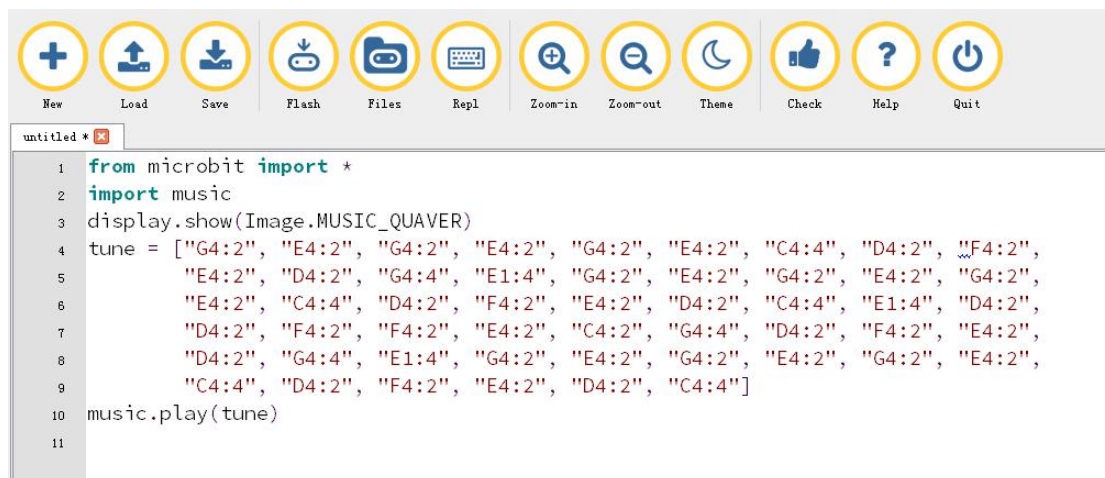 New Load Save Flash Files Repl Zoom-in Zoom-out Theme Check Help Quit
untitled *
1 from microbit import *
2 import music
3 display.show(Image.MUSIC_QUAVER)
4 tune = ["G4:2", "E4:2", "G4:2", "E4:2", "G4:2", "E4:2", "C4:4", "D4:2", "F4:2",
5 "E4:2", "D4:2", "G4:4", "E1:4", "G4:2", "E4:2", "G4:2", "E4:2", "G4:2",
6 "E4:2", "C4:4", "D4:2", "F4:2", "E4:2", "D4:2", "C4:4", "E1:4", "D4:2",
7 "D4:2", "F4:2", "F4:2", "E4:2", "C4:2", "G4:4", "D4:2", "F4:2", "E4:2",
8 "D4:2", "G4:4", "E1:4", "G4:2", "E4:2", "G4:2", "E4:2", "G4:2", "E4:2",
9 "C4:4", "D4:2", "F4:2", "E4:2", "D4:2", "C4:4"]
10 music.play(tune)
11